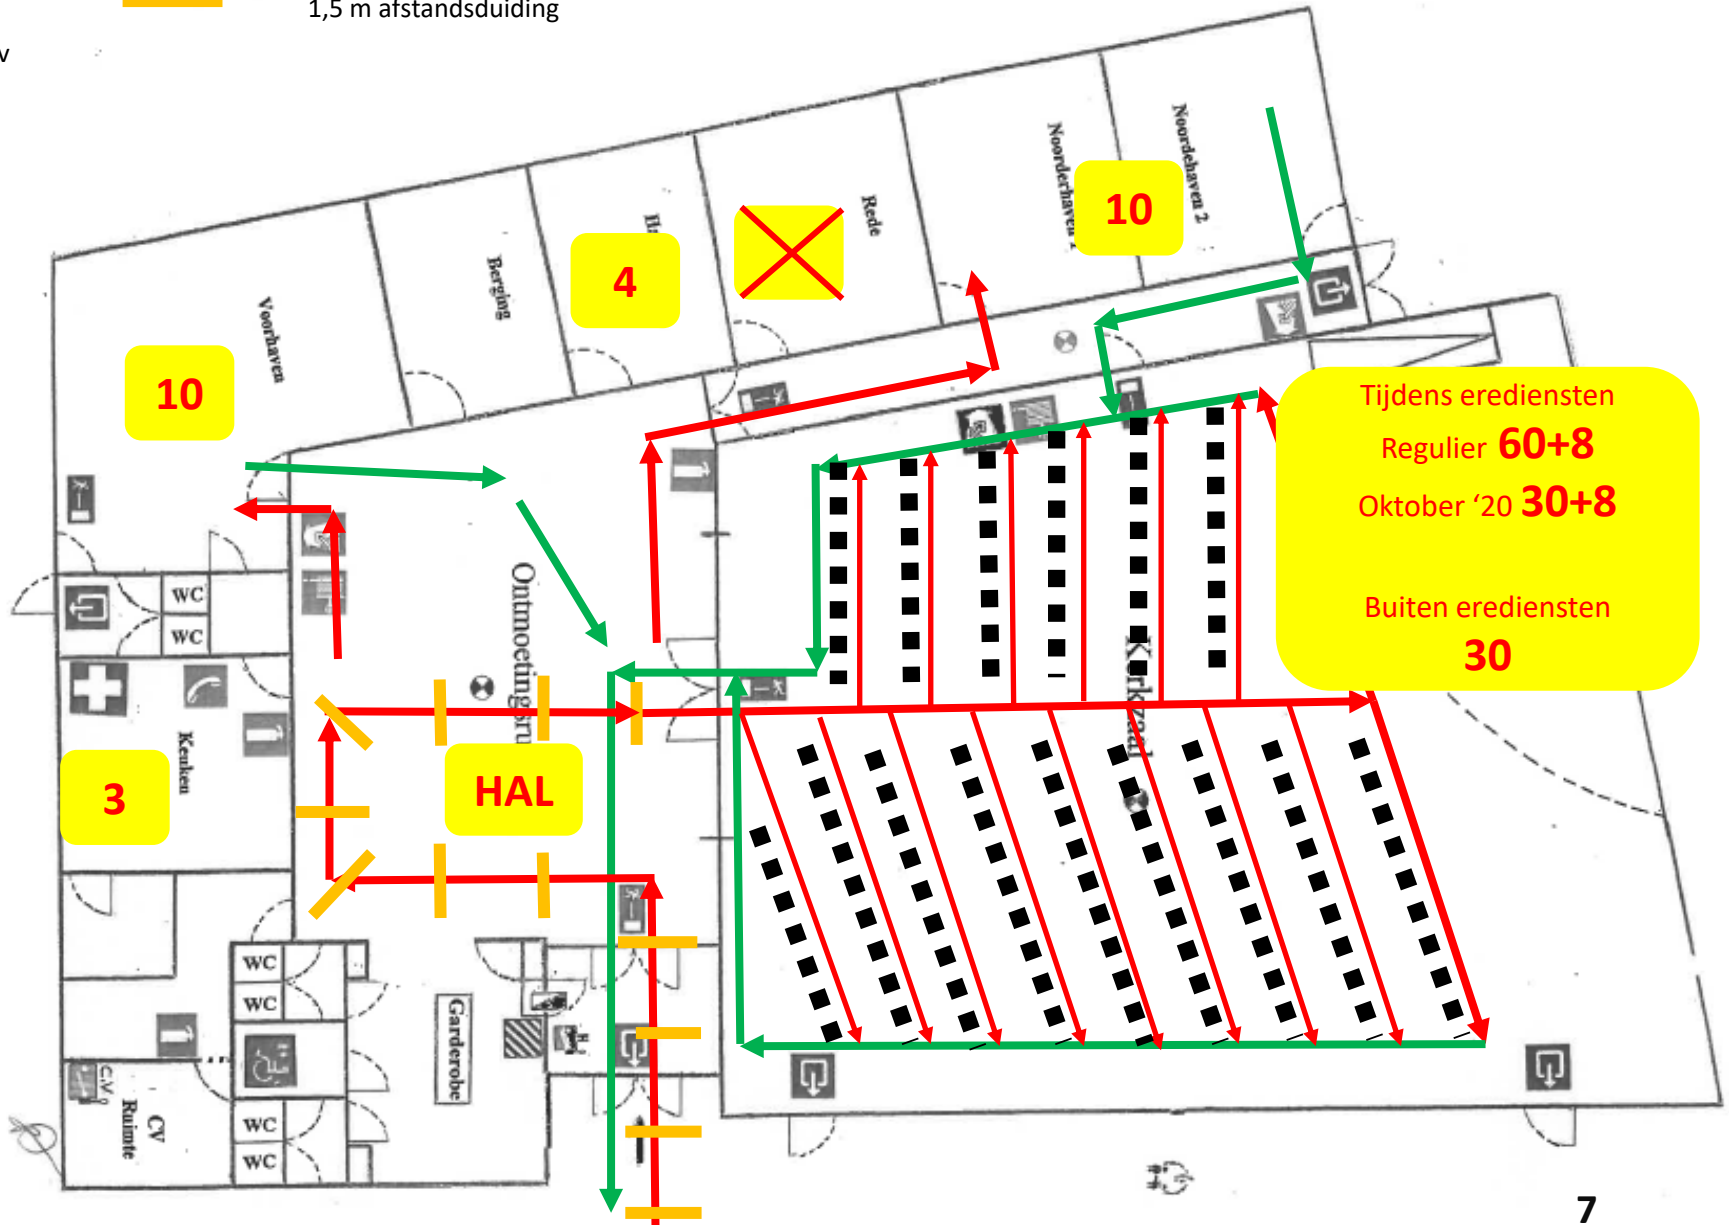 1,5 m afstandsduiding
v
Noordehaven 2
Noorderhaven
10
Rede
4
Berging
Voorhaven
10
Tijdens erediensten
Regulier 60+8
Oktober ‘20 30+8
Buiten erediensten
30
WC
WC
Ontmoetingsru
Kerkzaal
Keuken
3
HAL
WC
WC
Garderobe
C.V.
CV
Ruimte
WC
WC
7